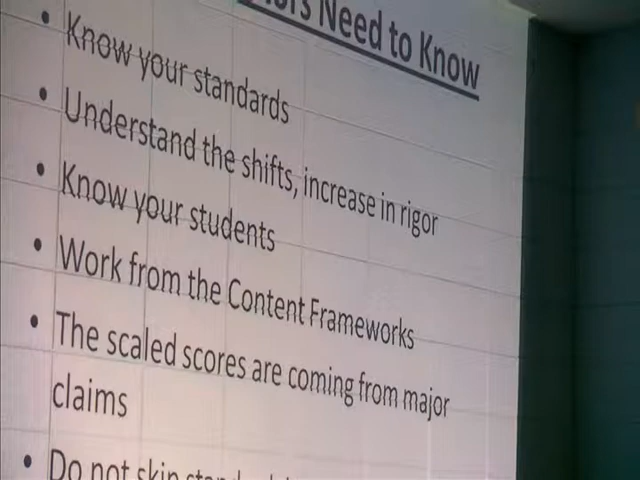 Need to Know
• Know your standards
• Understand the shifts, increase in rigor
• Know your students
• Work from the Content Frameworks
• The scaled scores are coming from major
claims
• Do not skip